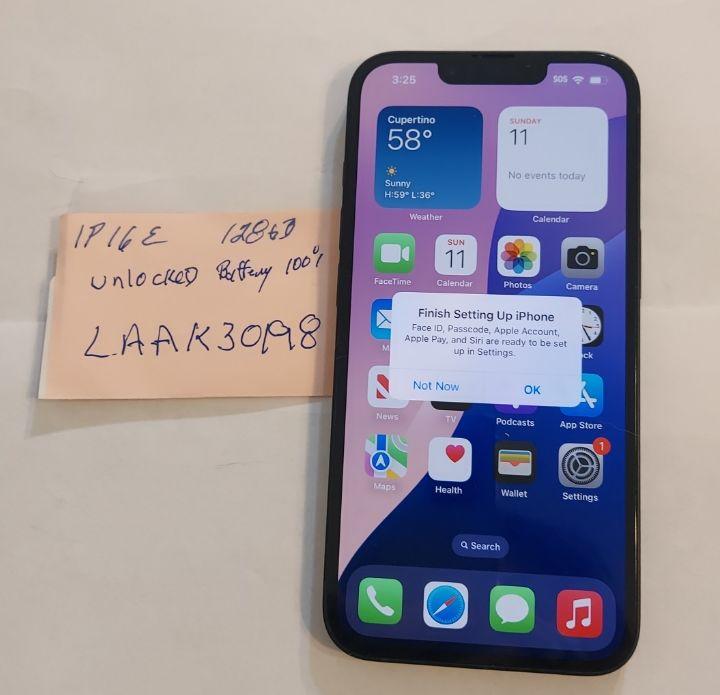 IP16E 128GB
unlocked Battery 100%
LAAK30198
3:25
SOS
Cupertino
58°
Sunny
H:59° L:36°
Weather
SUNDAY
11
No events today
Calendar
FaceTime
SUN
11
Calendar
Photos
Camera
Finish Setting Up iPhone
Face ID, Passcode, Apple Account,
Apple Pay, and Siri are ready to be set
up in Settings.
Not Now
OK
News
TV
Podcasts
App Store
Maps
Health
Wallet
1
Settings
Search